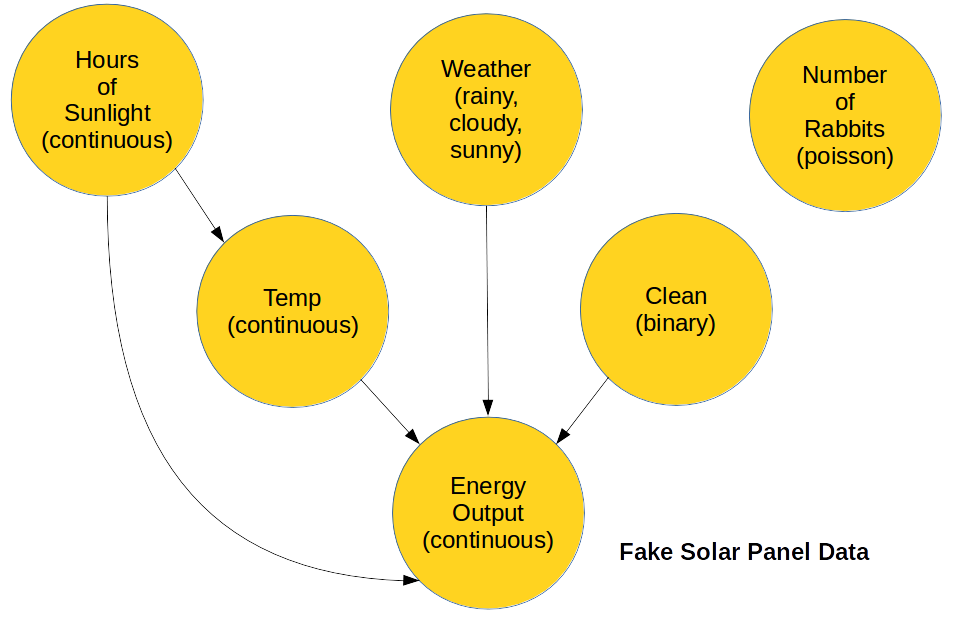 Hours
of
Sunlight
(continuous)
Weather
(rainy,
cloudy,
sunny)
Number
of
Rabbits
(poisson)
Temp
(continuous)
Clean
(binary)
Energy
Output
(continuous)
Fake Solar Panel Data